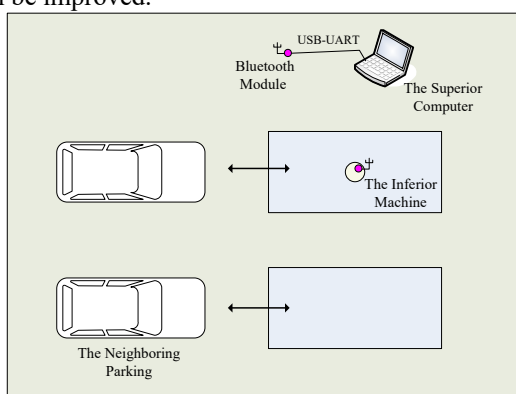 be improved.
USB-UART
Bluetooth
Module
The Superior
Computer
The Inferior
Machine
The Neighboring
Parking